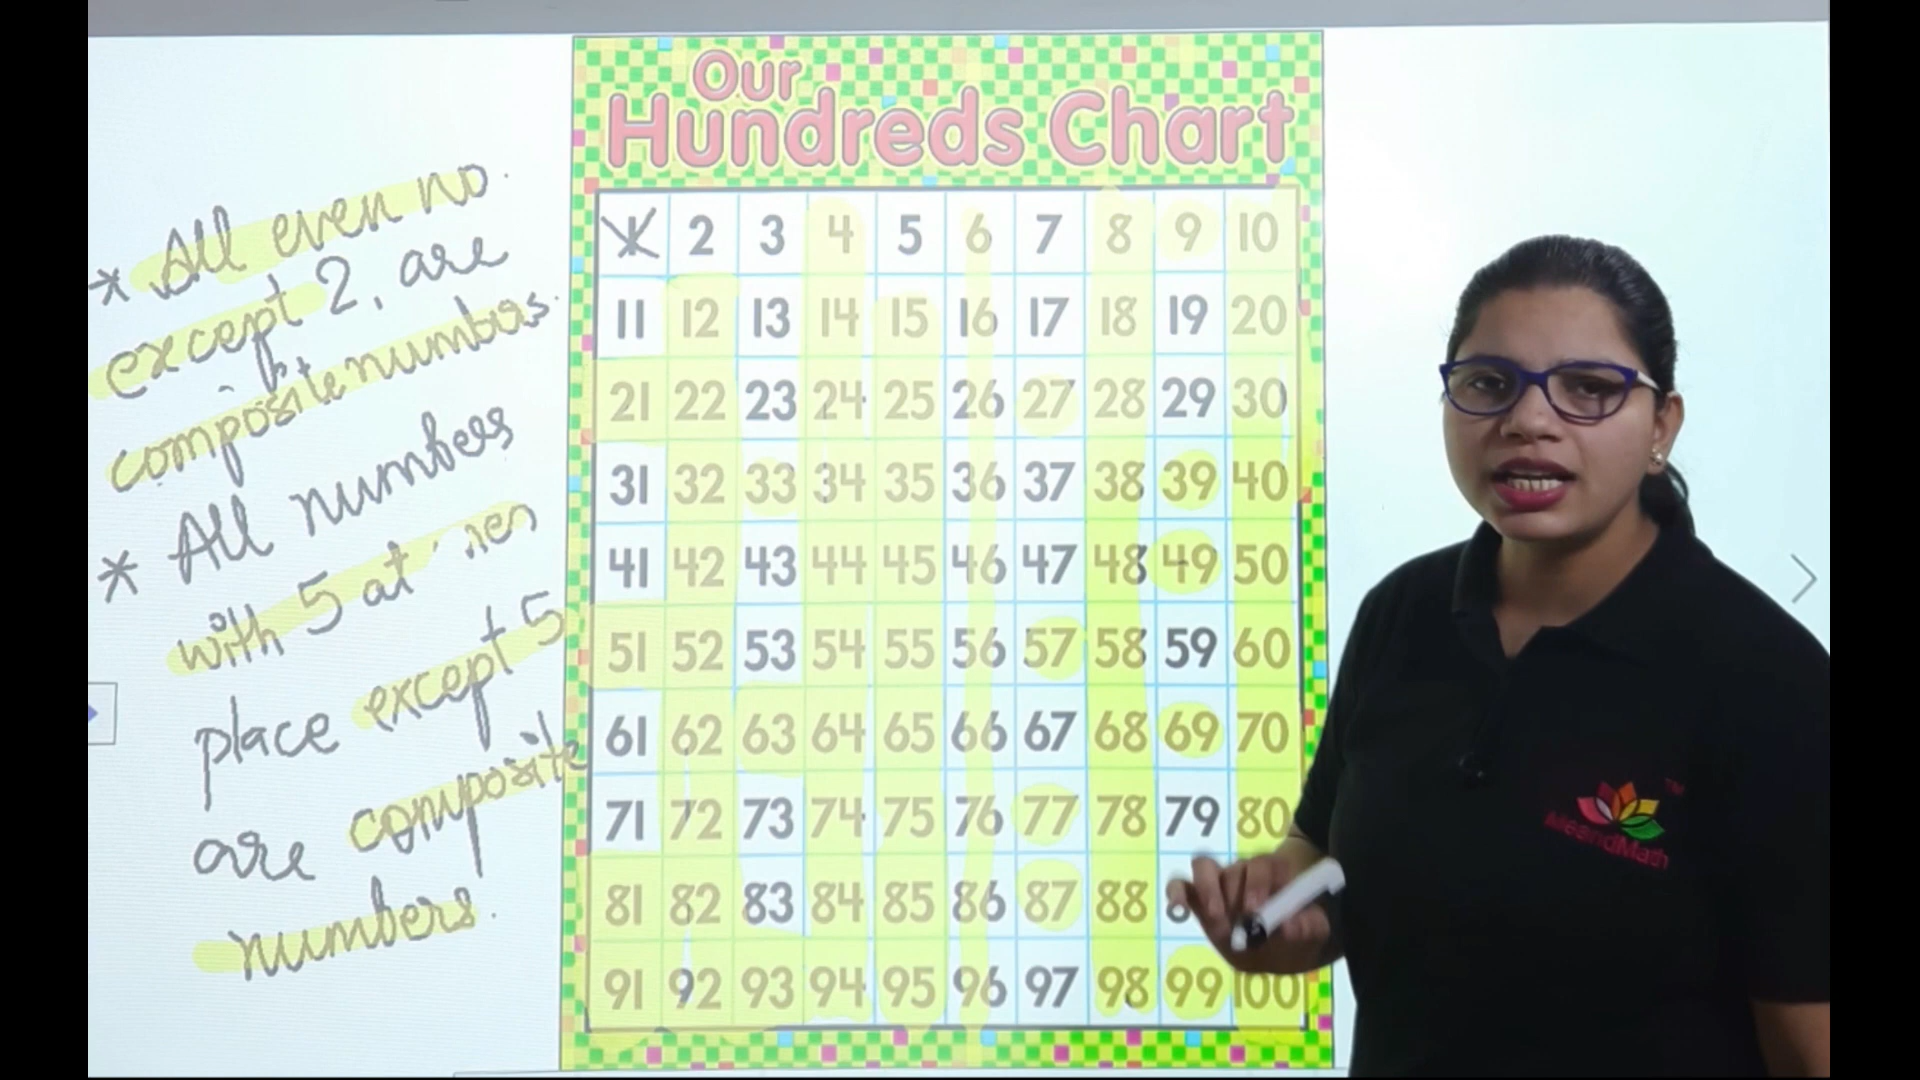 Our
Hundreds Chart
* All even no.
except 2, are
composite numbers.
* All numbers
with 5 at
place except 5
are composite
numbers.
1 2 3 4 5 6 7 8 9 10
11 12 13 14 15 16 17 18 19 20
21 22 23 24 25 26 27 28 29 30
31 32 33 34 35 36 37 38 39 40
41 42 43 44 45 46 47 48 49 50
51 52 53 54 55 56 57 58 59 60
61 62 63 64 65 66 67 68 69 70
71 72 73 74 75 76 77 78 79 80
81 82 83 84 85 86 87 88 8
91 92 93 94 95 96 97 98 99 100
MeendMath
TM